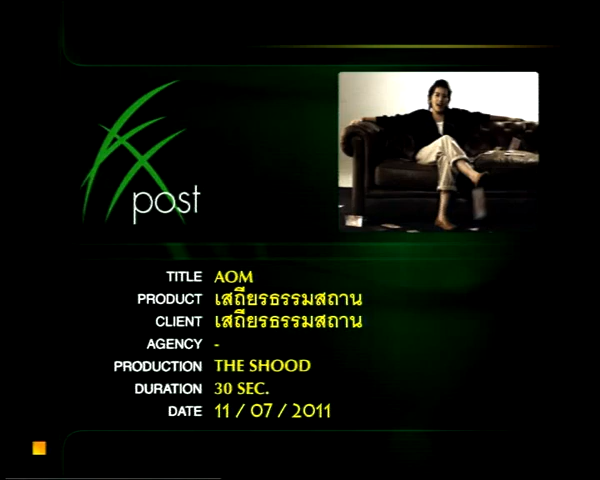 FX
post
TITLE AOM
PRODUCT เสถียรธรรมสถาน
CLIENT เสถียรธรรมสถาน
AGENCY -
PRODUCTION THE SHOOD
DURATION 30 SEC.
DATE 11 / 07 / 2011